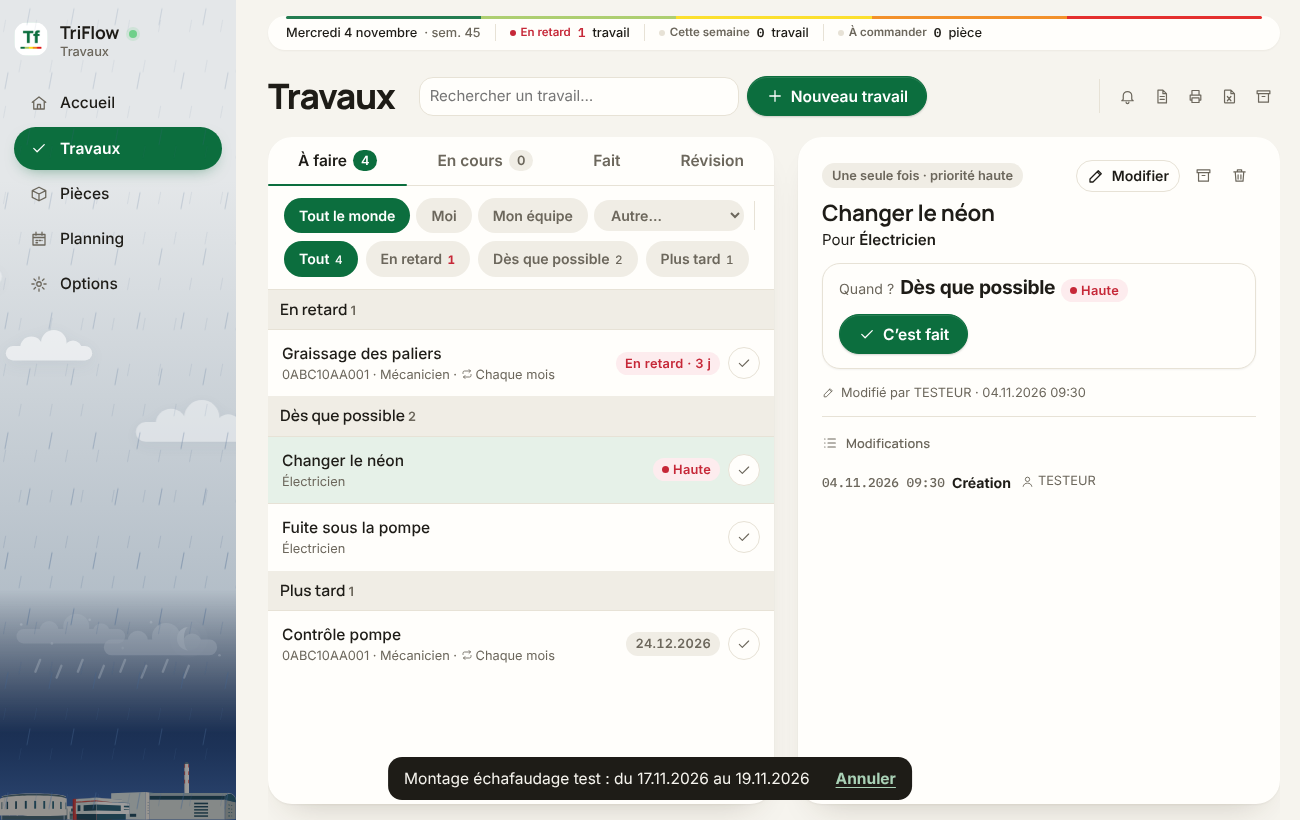 Tf
TriFlow
Travaux
Accueil
Travaux
Pièces
Planning
Options
Mercredi 4 novembre · sem. 45 En retard 1 travail Cette semaine 0 travail À commander 0 pièce
Travaux
Rechercher un travail...
Nouveau travail
À faire 4 En cours 0 Fait Révision
Tout le monde Moi Mon équipe Autre...
Tout 4 En retard 1 Dès que possible 2 Plus tard 1
En retard 1
Graissage des paliers
0ABC10AA001 · Mécanicien · Chaque mois
En retard · 3 j
Dès que possible 2
Changer le néon
Électricien
Haute
Fuite sous la pompe
Électricien
Plus tard 1
Contrôle pompe
0ABC10AA001 · Mécanicien · Chaque mois
24.12.2026
Une seule fois · priorité haute
Modifier
Changer le néon
Pour Électricien
Quand ? Dès que possible Haute
C'est fait
Modifié par TESTEUR · 04.11.2026 09:30
Modifications
04.11.2026 09:30 Création TESTEUR
Montage échafaudage test : du 17.11.2026 au 19.11.2026 Annuler